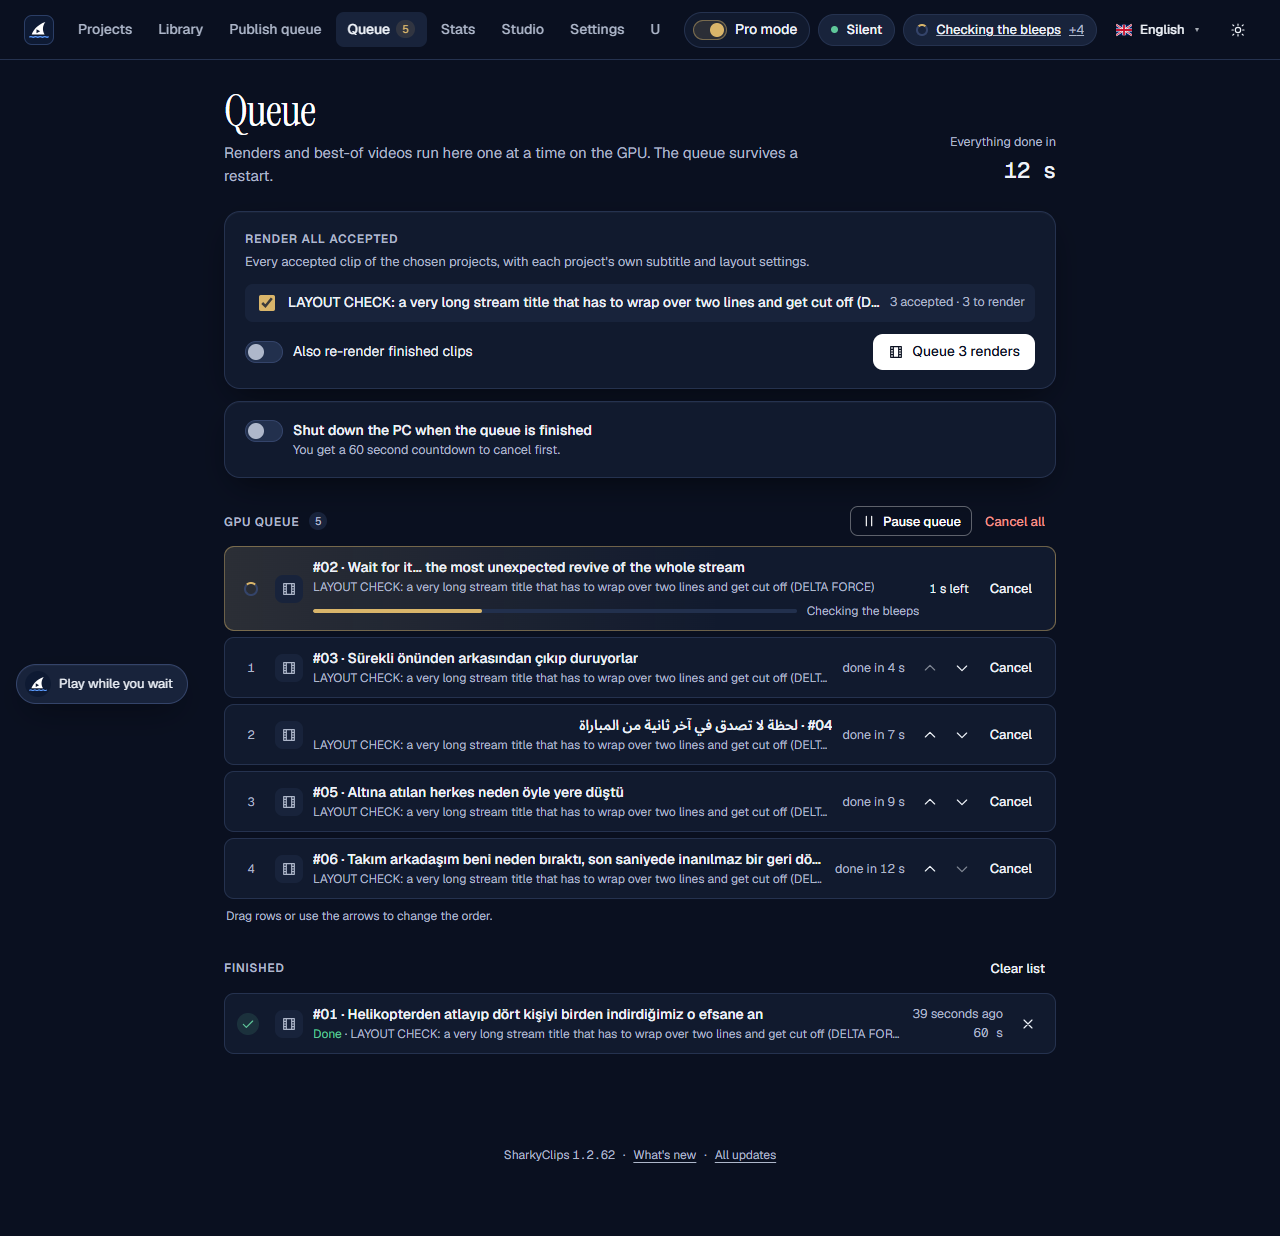 Projects
Library
Publish queue
Queue 5
Stats
Studio
Settings
U
Pro mode
Silent
Checking the bleeps +4
English
Queue
Renders and best-of videos run here one at a time on the GPU. The queue survives a
restart.
Everything done in
12 s
RENDER ALL ACCEPTED
Every accepted clip of the chosen projects, with each project's own subtitle and layout settings.
LAYOUT CHECK: a very long stream title that has to wrap over two lines and get cut off (D...
3 accepted · 3 to render
Also re-render finished clips
Queue 3 renders
Shut down the PC when the queue is finished
You get a 60 second countdown to cancel first.
GPU QUEUE 5
Pause queue
Cancel all
#02 · Wait for it... the most unexpected revive of the whole stream
LAYOUT CHECK: a very long stream title that has to wrap over two lines and get cut off (DELTA FORCE)
Checking the bleeps
1 s left
Cancel
1
#03 · Sürekli önünden arkasından çıkıp duruyorlar
LAYOUT CHECK: a very long stream title that has to wrap over two lines and get cut off (DELT...
done in 4 s
Cancel
Play while you wait
2
#04 · لحظة لا تصدق في آخر ثانية من المباراة
LAYOUT CHECK: a very long stream title that has to wrap over two lines and get cut off (DELT...
done in 7 s
Cancel
3
#05 · Altına atılan herkes neden öyle yere düştü
LAYOUT CHECK: a very long stream title that has to wrap over two lines and get cut off (DELT...
done in 9 s
Cancel
4
#06 · Takım arkadaşım beni neden bıraktı, son saniyede inanılmaz bir geri dö...
LAYOUT CHECK: a very long stream title that has to wrap over two lines and get cut off (DEL...
done in 12 s
Cancel
Drag rows or use the arrows to change the order.
FINISHED
Clear list
#01 · Helikopterden atlayıp dört kişiyi birden indirdiğimiz o efsane an
Done · LAYOUT CHECK: a very long stream title that has to wrap over two lines and get cut off (DELTA FOR...
39 seconds ago
60 s
SharkyClips 1.2.62 · What's new · All updates